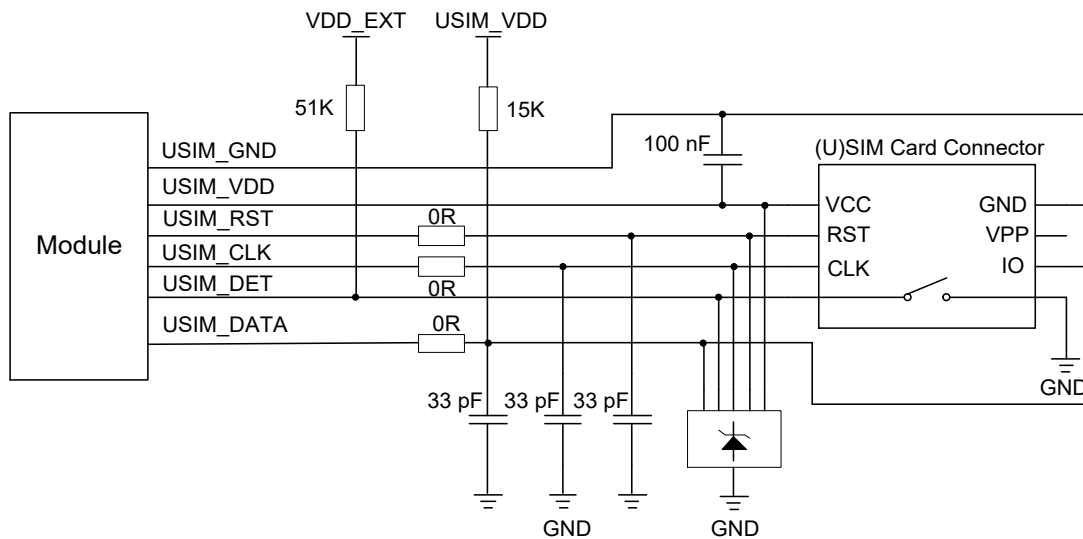 VDD_EXT USIM_VDD
51K 15K
USIM_GND 100 nF (U)SIM Card Connector
USIM_VDD
VCC GND
USIM_RST 0R
RST VPP
Module
USIM_CLK
CLK IO
USIM_DET 0R
USIM_DATA 0R
GND
33 pF 33 pF 33 pF
GND GND